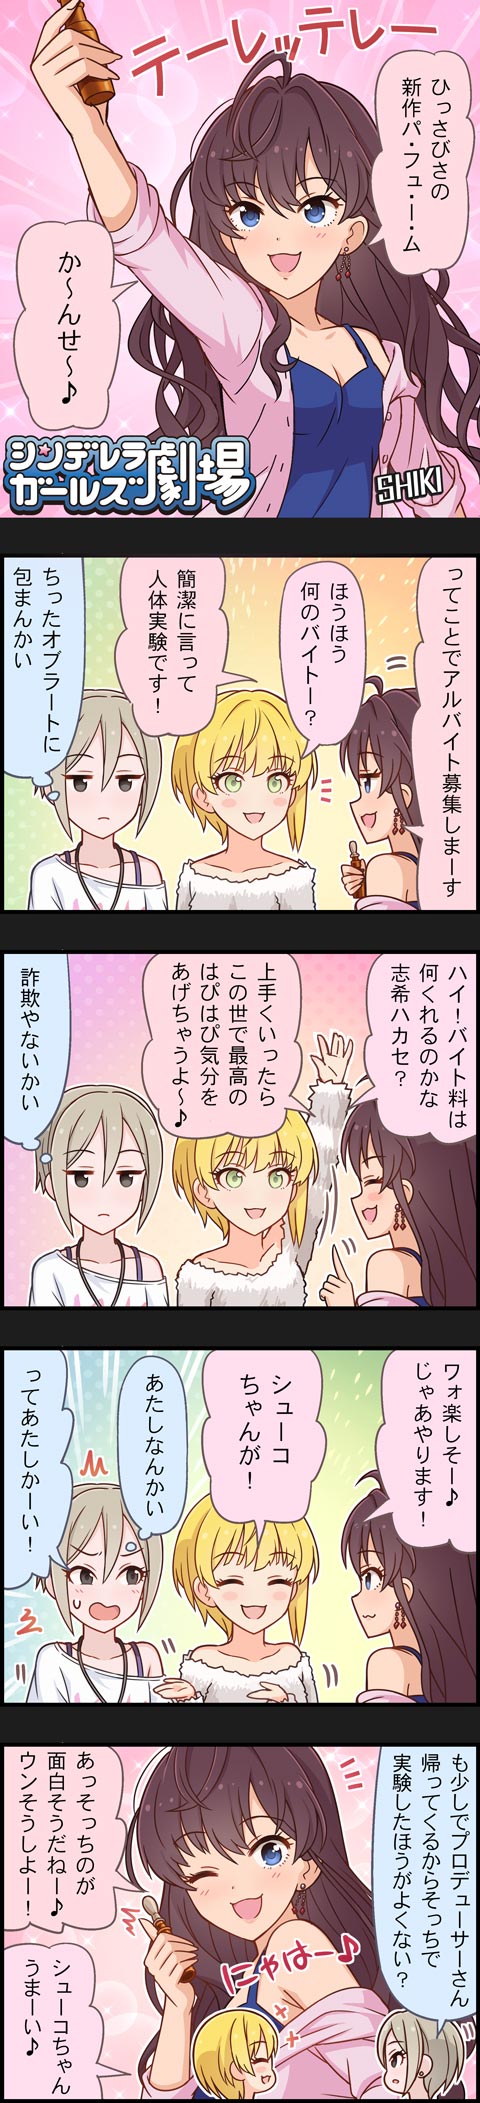 テーレッテレー
ひっさびさの
新作パ・フュ・ー・ム
か～んせ～♪
シンデレラ
ガールズ劇場
SHIKI
ってことでアルバイト募集しまーす
ほうほう
何のバイトー？
簡潔に言って
人体実験です！
ちったオブラートに
包まんかい
ハイ！バイト料は
何くれるのかな
志希ハカセ？
上手くいったら
この世で最高の
はぴはぴ気分を
あげちゃうよ～♪
詐欺やないかい
ワォ楽しそー♪
じゃあやります！
シューコ
ちゃんが！
あたしなんかい
ってあたしかーい！
も少しでプロデューサーさん
帰ってくるからそっちで
実験したほうがよくない？
あっそっちのが
面白そうだねー♪
ウンそうしよー！
にゃはー♪
シューコちゃん
うまーい♪